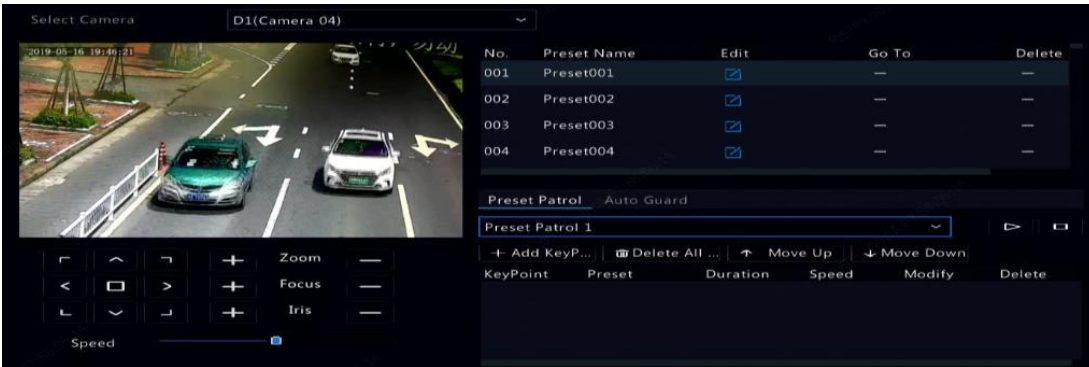 Select Camera D1(Camera 04)
2019-05-16 19:46:21
No. Preset Name Edit Go To Delete
001 Preset001
002 Preset002
003 Preset003
004 Preset004
Preset Patrol Auto Guard
Preset Patrol 1
+ Add KeyP... Delete All ... ↑ Move Up ↓ Move Down
KeyPoint Preset Duration Speed Modify Delete
+ Zoom —
+ Focus —
+ Iris —
Speed